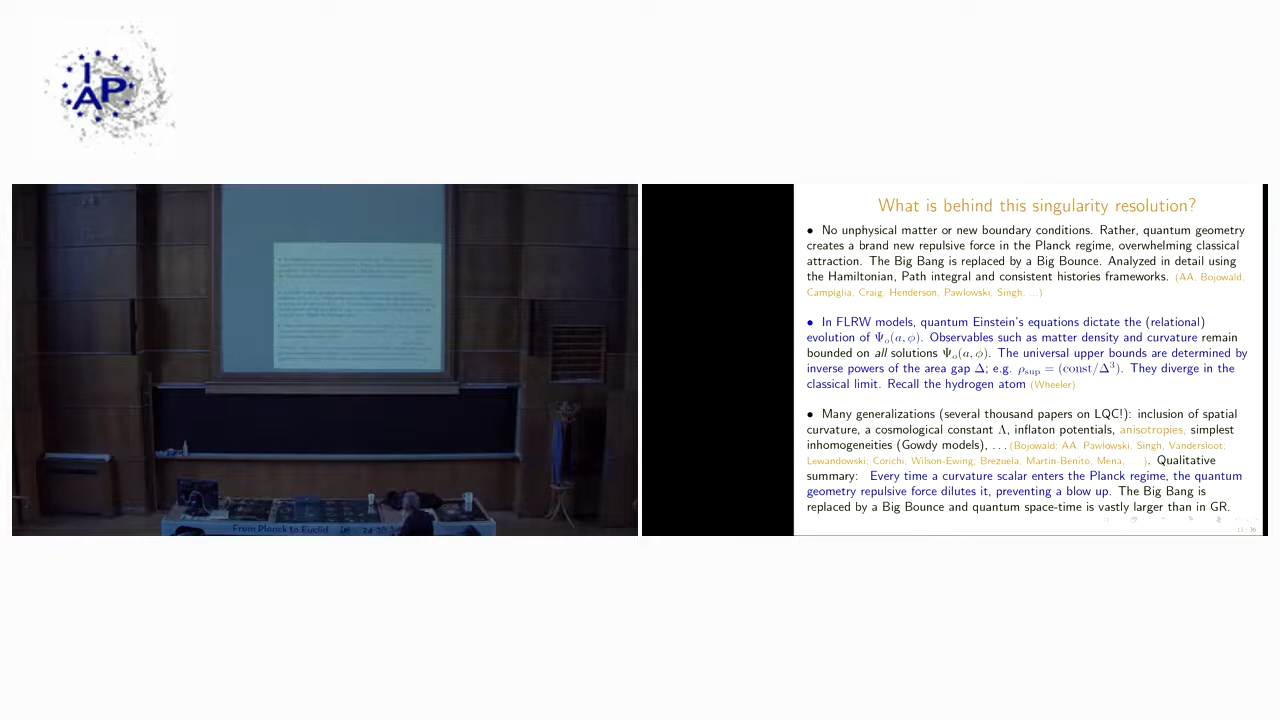 I
A P
What is behind this singularity resolution?
• No unphysical matter or new boundary conditions. Rather, quantum geometry
creates a brand new repulsive force in the Planck regime, overwhelming classical
attraction. The Big Bang is replaced by a Big Bounce. Analyzed in detail using
the Hamiltonian, Path integral and consistent histories frameworks. (AA, Bojowald,
Campiglia, Craig, Henderson, Pawlowski, Singh, ...)
• In FLRW models, quantum Einstein's equations dictate the (relational)
evolution of Ψₒ(a, ϕ). Observables such as matter density and curvature remain
bounded on all solutions Ψₒ(a, ϕ). The universal upper bounds are determined by
inverse powers of the area gap Δ; e.g. ρsup = (const/Δ³). They diverge in the
classical limit. Recall the hydrogen atom (Wheeler)
• Many generalizations (several thousand papers on LQC!): inclusion of spatial
curvature, a cosmological constant Λ, inflaton potentials, anisotropies, simplest
inhomogeneities (Gowdy models), ... (Bojowald; AA, Pawlowski, Singh, Vandersloot;
Lewandowski; Corichi; Wilson-Ewing; Brezuela, Martin-Benito, Mena, ). Qualitative
summary: Every time a curvature scalar enters the Planck regime, the quantum
geometry repulsive force dilutes it, preventing a blow up. The Big Bang is
replaced by a Big Bounce and quantum space-time is vastly larger than in GR.
From Planck to Euclid